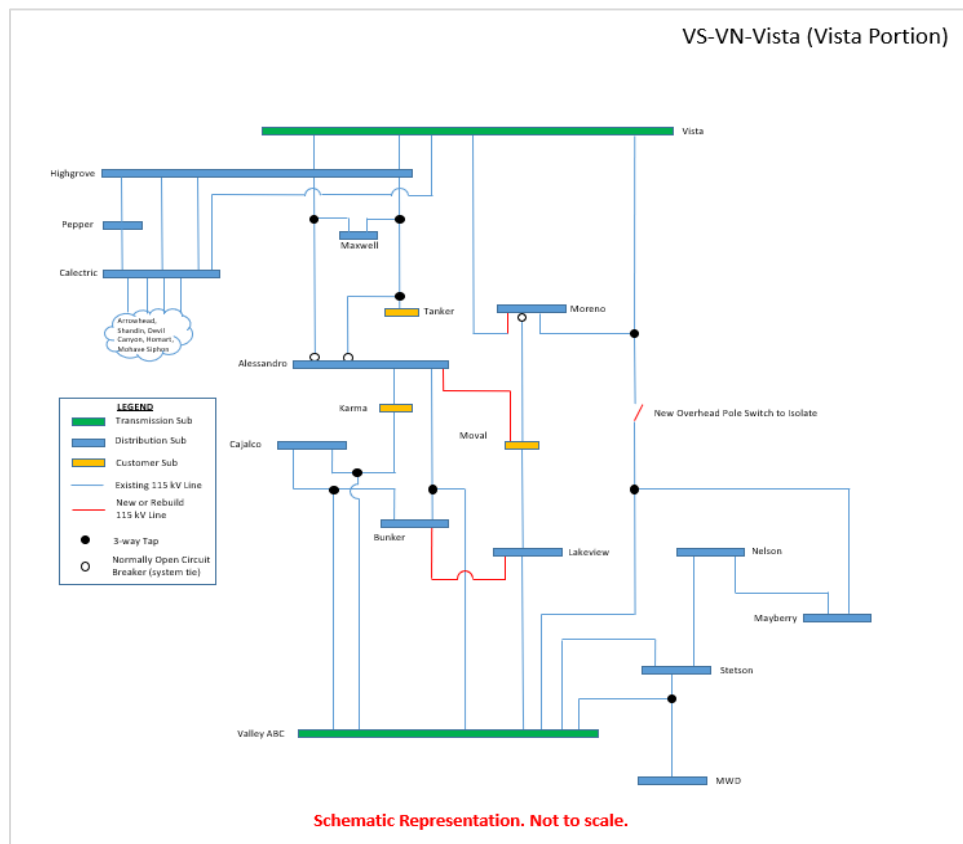 VS-VN-Vista (Vista Portion)
Vista
Highgrove
Pepper
Maxwell
Calectric
Arrowhead,
Shandin, Devil
Canyon, Homart,
Mohave Siphon
Tanker
Moreno
Alessandro
Karma
New Overhead Pole Switch to Isolate
Cajalco
Moval
LEGEND
Transmission Sub
Distribution Sub
Customer Sub
Existing 115 kV Line
New or Rebuild
115 kV Line
3-way Tap
Normally Open Circuit
Breaker (system tie)
Bunker
Lakeview
Nelson
Mayberry
Stetson
Valley ABC
MWD
Schematic Representation. Not to scale.